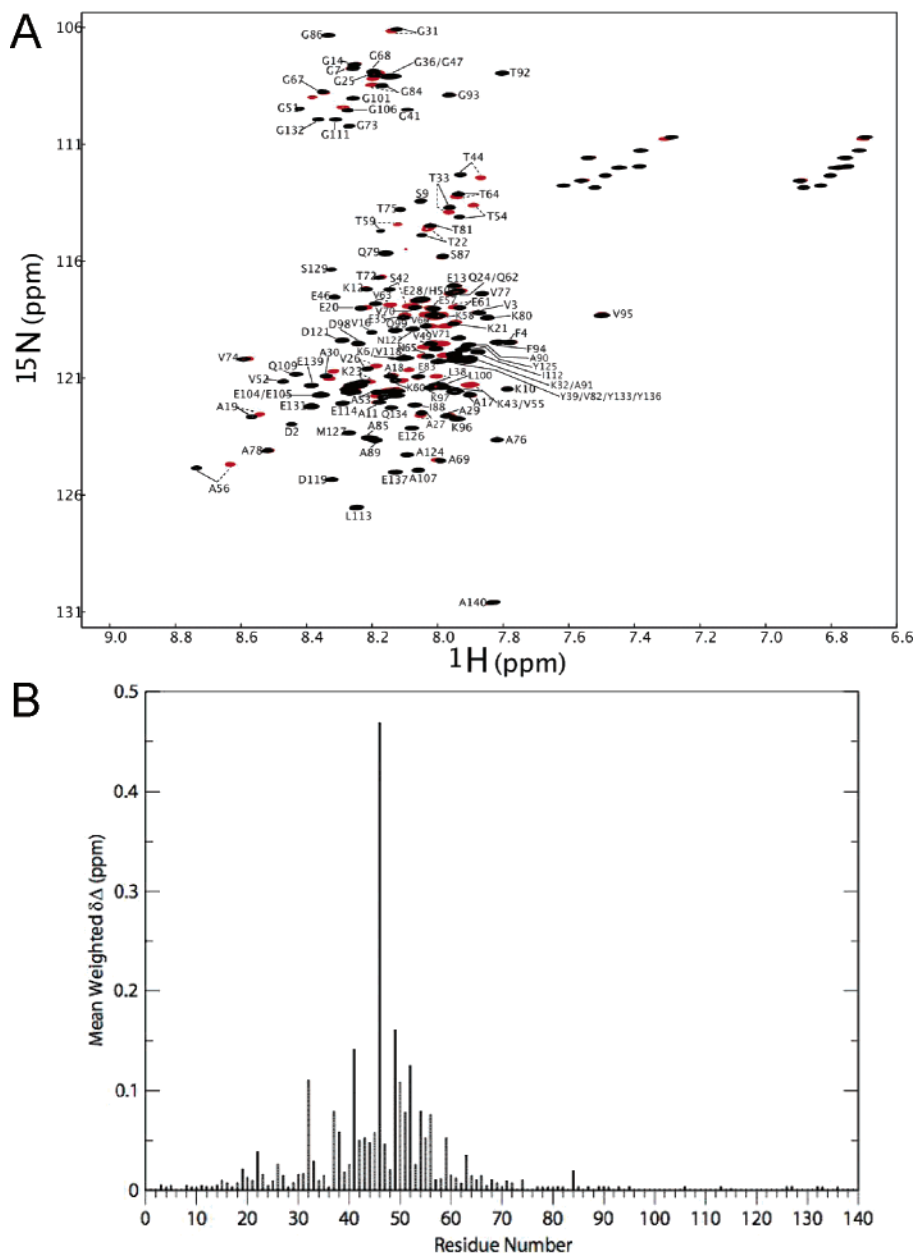 A
106
111
116
121
126
131
15N (ppm)
G86
G31
G14
G68
G7
G36/G47
G25
T92
G67
G84
G101
G93
G51
G106
G41
G132
G111
G73
T44
T33
S9
T64
T75
T54
T59
T81
T22
Q79
S87
S129
T72
S42
E13
Q24/Q62
K12
V63
E28/H50
E57
E61
V77
V3
E46
E20
V70
E35
V66
K58
K80
V95
D98
V16
Q99
K21
D121
N122
V49
V71
F4
K6/V118
N65
F94
A90
Y125
A30
V26
V74
E139
E83
L38
I112
Q109
K23
A18
L100
K32/A91
V52
K60
K10
Y39/V82/Y133/Y136
E104/E105
A53
K97
K43/V55
A17
A19
E131
E114
A11
Q134
I88
A29
A27
D2
M127
A85
E126
K96
A76
A78
A89
A124
A69
A56
D119
E137
A107
L113
A140
9.0 8.8 8.6 8.4 8.2 8.0 7.8 7.6 7.4 7.2 7.0 6.8 6.6
1H (ppm)
B
0.5
0.4
0.3
0.2
0.1
0
Mean Weighted δΔ (ppm)
0 10 20 30 40 50 60 70 80 90 100 110 120 130 140
Residue Number